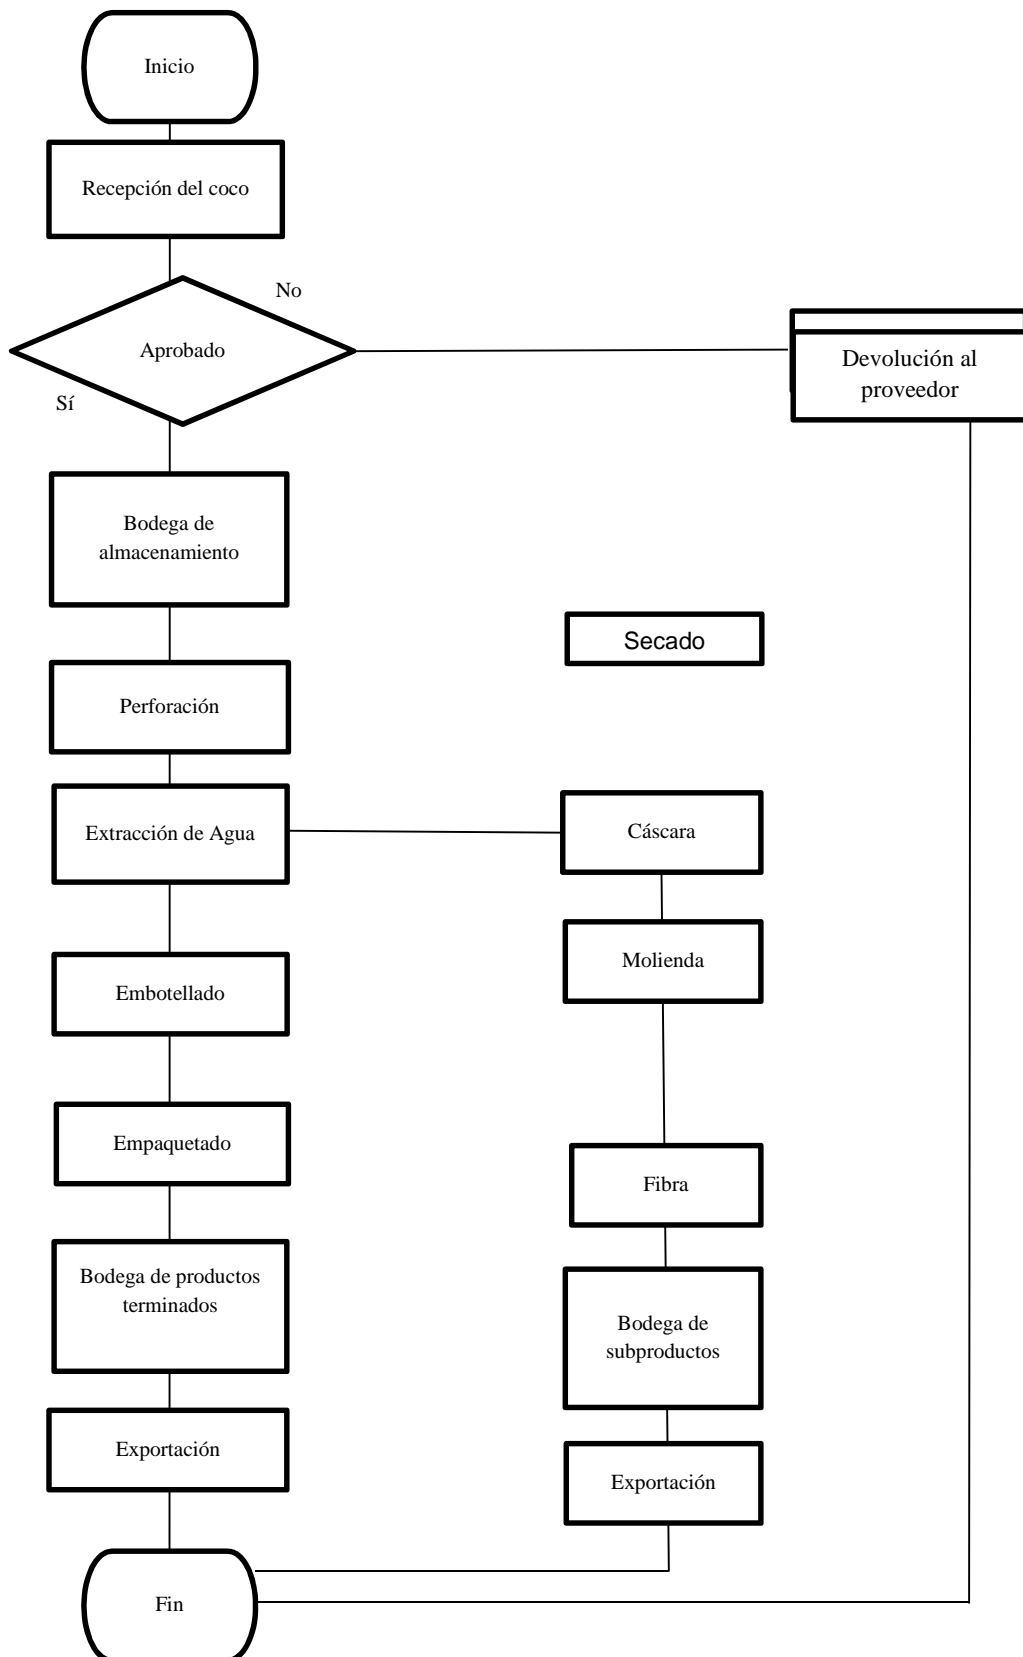 Inicio
Recepción del coco
No
Aprobado
Sí
Devolución al
proveedor
Bodega de
almacenamiento
Secado
Perforación
Extracción de Agua
Cáscara
Molienda
Embotellado
Empaquetado
Fibra
Bodega de productos
terminados
Bodega de
subproductos
Exportación
Exportación
Fin